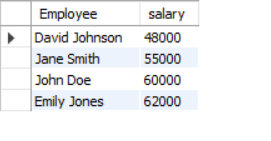 Employee salary
David Johnson 48000
Jane Smith 55000
John Doe 60000
Emily Jones 62000